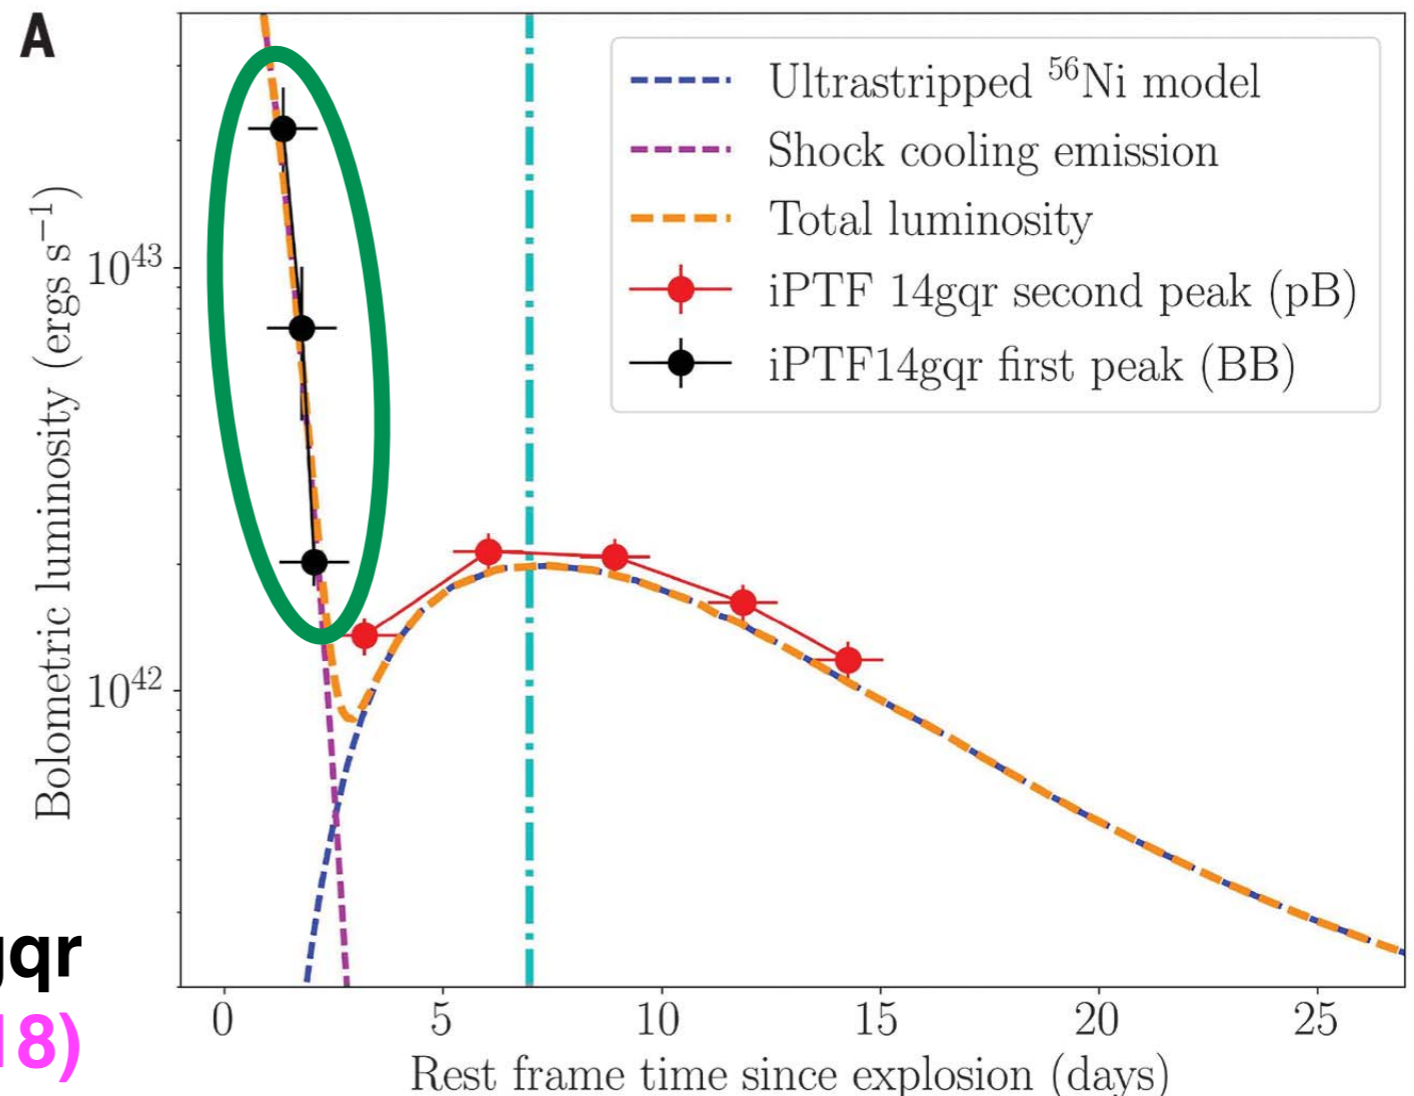 A
Ultrastripped ⁵⁶Ni model
Shock cooling emission
Total luminosity
iPTF 14gqr second peak (pB)
iPTF14gqr first peak (BB)
Bolometric luminosity (ergs s⁻¹)
10⁴³
10⁴²
0 5 10 15 20 25
Rest frame time since explosion (days)
gqr
18)